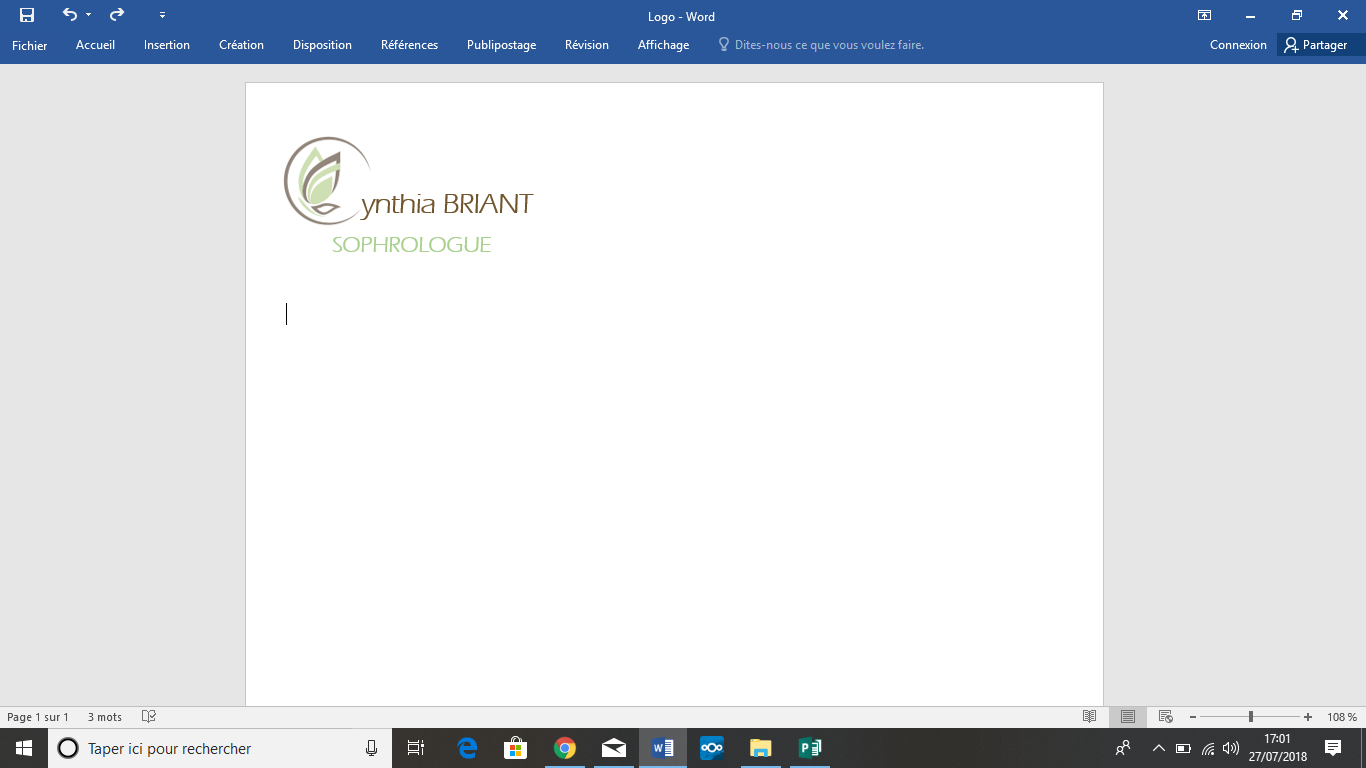 Logo - Word
Fichier Accueil Insertion Création Disposition Références Publipostage Révision Affichage Dites-nous ce que vous voulez faire. Connexion Partager
ynthia BRIANT
SOPHROLOGUE
Page 1 sur 1 3 mots 108 %
Taper ici pour rechercher
17:01
27/07/2018